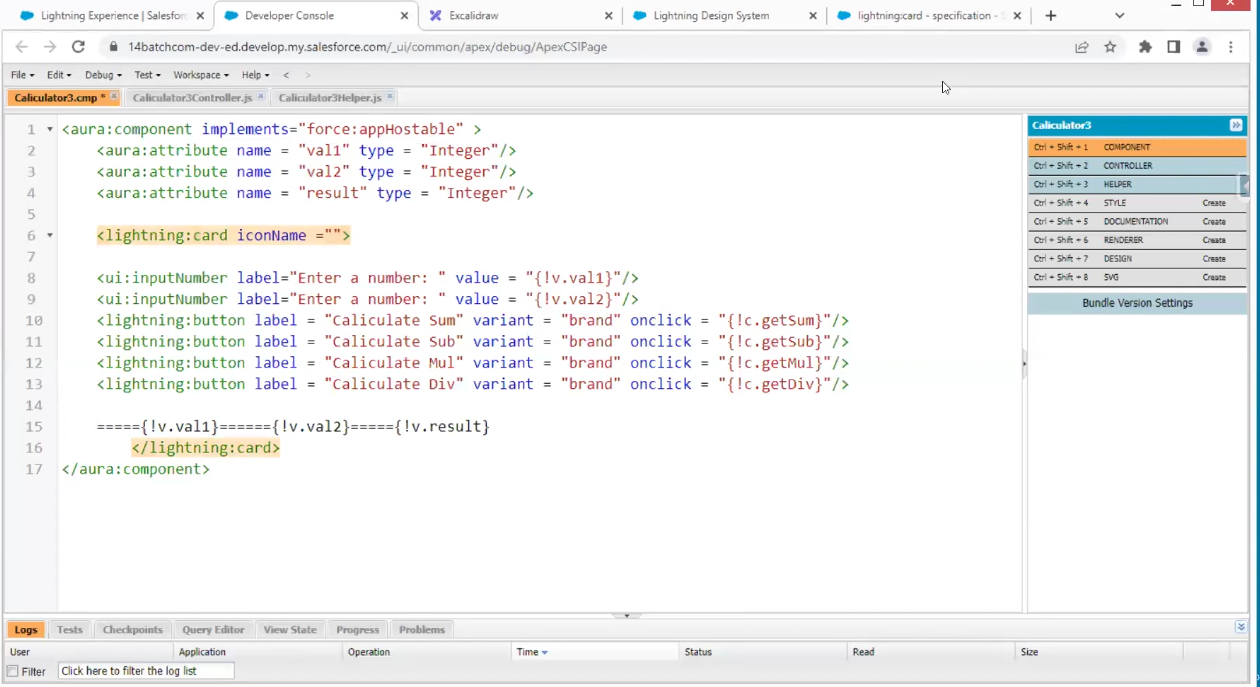 Lightning Experience | Salesfor
Developer Console
Excalidraw
Lightning Design System
lightning:card - specification -
14batchcom-dev-ed.develop.my.salesforce.com/_ui/common/apex/debug/ApexCSIPage
File Edit Debug Test Workspace Help < >
Caliculator3.cmp * Caliculator3Controller.js Caliculator3Helper.js
1 <aura:component implements="force:appHostable" >
2 <aura:attribute name = "val1" type = "Integer"/>
3 <aura:attribute name = "val2" type = "Integer"/>
4 <aura:attribute name = "result" type = "Integer"/>
5
6 <lightning:card iconName ="">
7
8 <ui:inputNumber label="Enter a number: " value = "{!v.val1}"/>
9 <ui:inputNumber label="Enter a number: " value = "{!v.val2}"/>
10 <lightning:button label = "Caliculate Sum" variant = "brand" onclick = "{!c.getSum}"/>
11 <lightning:button label = "Caliculate Sub" variant = "brand" onclick = "{!c.getSub}"/>
12 <lightning:button label = "Caliculate Mul" variant = "brand" onclick = "{!c.getMul}"/>
13 <lightning:button label = "Caliculate Div" variant = "brand" onclick = "{!c.getDiv}"/>
14
15 ====={!v.val1}======{!v.val2}====={!v.result}
16 </lightning:card>
17 </aura:component>
Caliculator3
Ctrl + Shift + 1 COMPONENT
Ctrl + Shift + 2 CONTROLLER
Ctrl + Shift + 3 HELPER
Ctrl + Shift + 4 STYLE Create
Ctrl + Shift + 5 DOCUMENTATION Create
Ctrl + Shift + 6 RENDERER Create
Ctrl + Shift + 7 DESIGN Create
Ctrl + Shift + 8 SVG Create
Bundle Version Settings
Logs Tests Checkpoints Query Editor View State Progress Problems
User Application Operation Time Status Read Size
Filter Click here to filter the log list